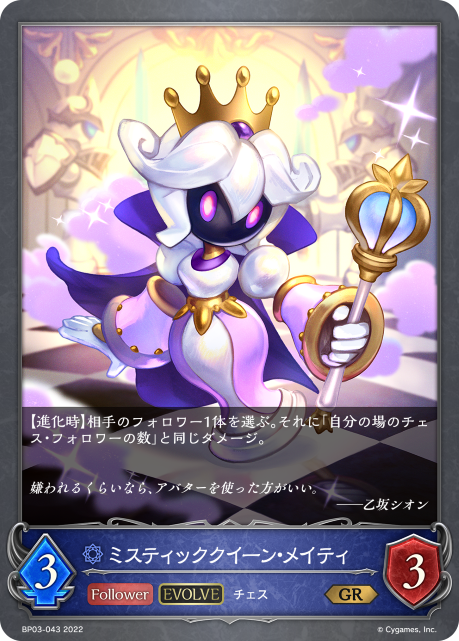 【進化時】相手のフォロワー1体を選ぶ。それに「自分の場のチェ
ス・フォロワーの数」と同じダメージ。
嫌われるくらいなら、アバターを使った方がいい。
――乙坂シオン
3
ミスティッククイーン・メイティ
3
Follower EVOLVE チェス GR
BP03-043 2022 © Cygames, Inc.